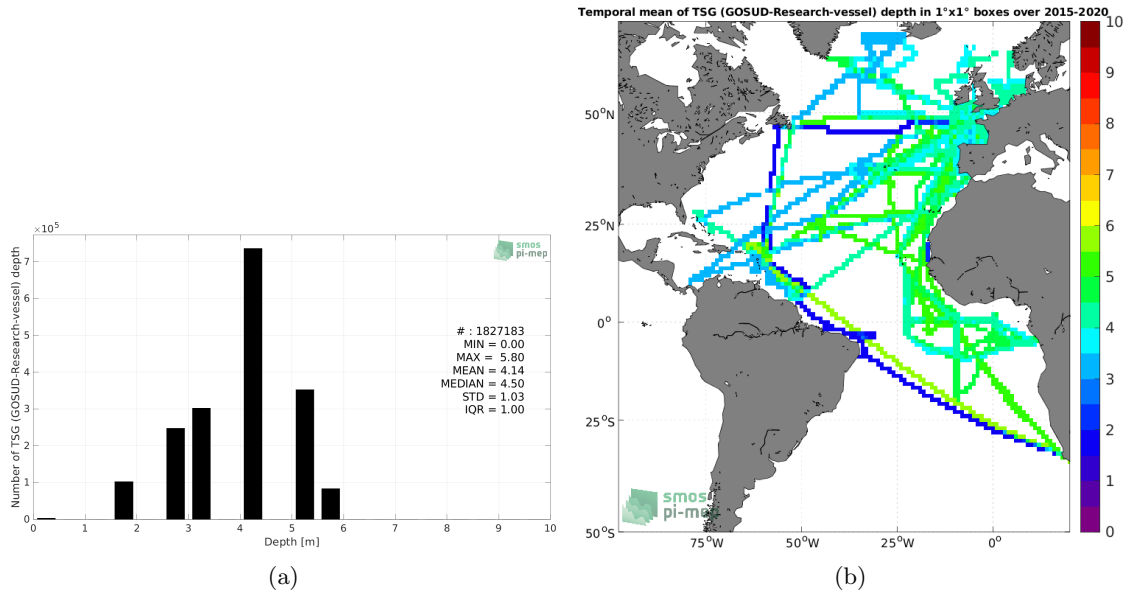 ×10⁵
7
6
5
4
3
2
1
0
Number of TSG (GOSUD-Research-vessel) depth
smos
pi-mep
# : 1827183
MIN = 0.00
MAX = 5.80
MEAN = 4.14
MEDIAN = 4.50
STD = 1.03
IQR = 1.00
0 1 2 3 4 5 6 7 8 9 10
Depth [m]
(a)
Temporal mean of TSG (GOSUD-Research-vessel) depth in 1°x1° boxes over 2015-2020
50°N
25°N
0°
25°S
50°S
75°W 50°W 25°W 0°
smos
pi-mep
10
9
8
7
6
5
4
3
2
1
0
(b)